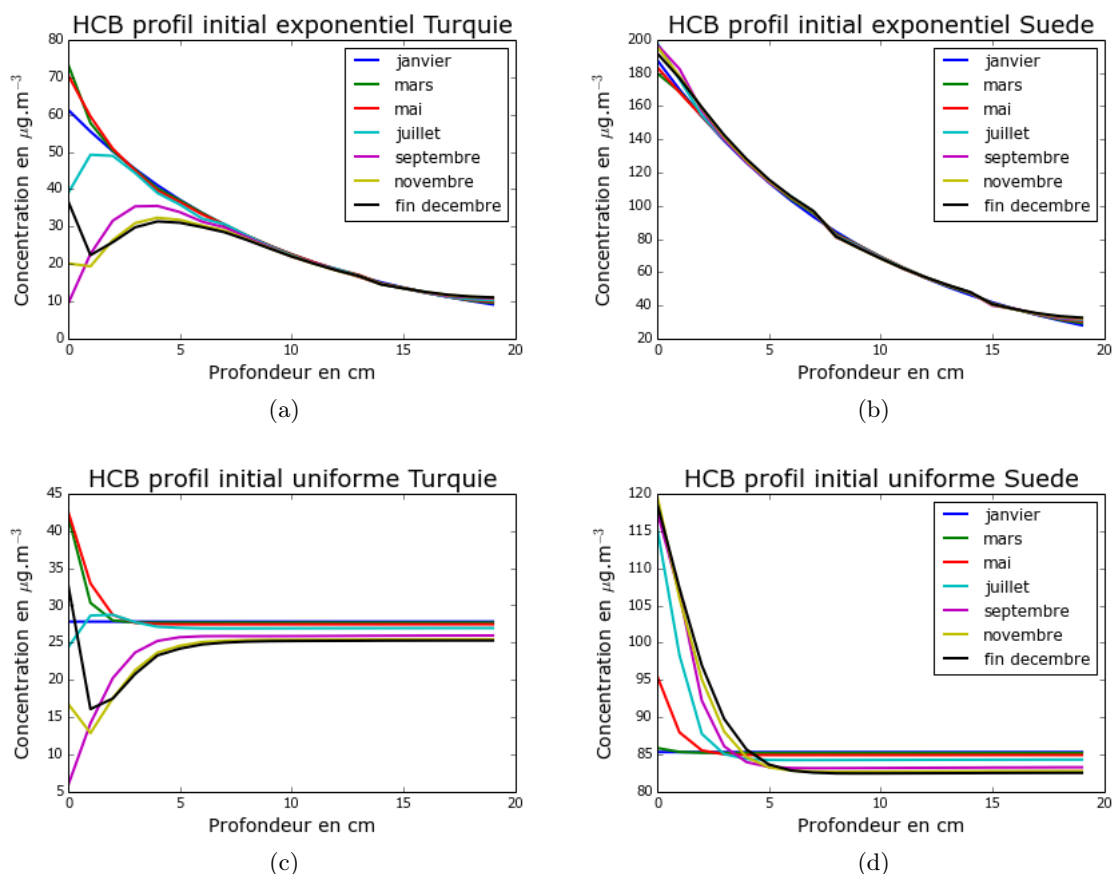 HCB profil initial exponentiel Turquie
80
70
60
50
40
30
20
10
0
0 5 10 15 20
Concentration en μg.m⁻³
Profondeur en cm
janvier
mars
mai
juillet
septembre
novembre
fin decembre
(a)
HCB profil initial exponentiel Suede
200
180
160
140
120
100
80
60
40
20
0 5 10 15 20
Concentration en μg.m⁻³
Profondeur en cm
janvier
mars
mai
juillet
septembre
novembre
fin decembre
(b)
HCB profil initial uniforme Turquie
45
40
35
30
25
20
15
10
5
0 5 10 15 20
Concentration en μg.m⁻³
Profondeur en cm
(c)
HCB profil initial uniforme Suede
120
115
110
105
100
95
90
85
80
0 5 10 15 20
Concentration en μg.m⁻³
Profondeur en cm
janvier
mars
mai
juillet
septembre
novembre
fin decembre
(d)